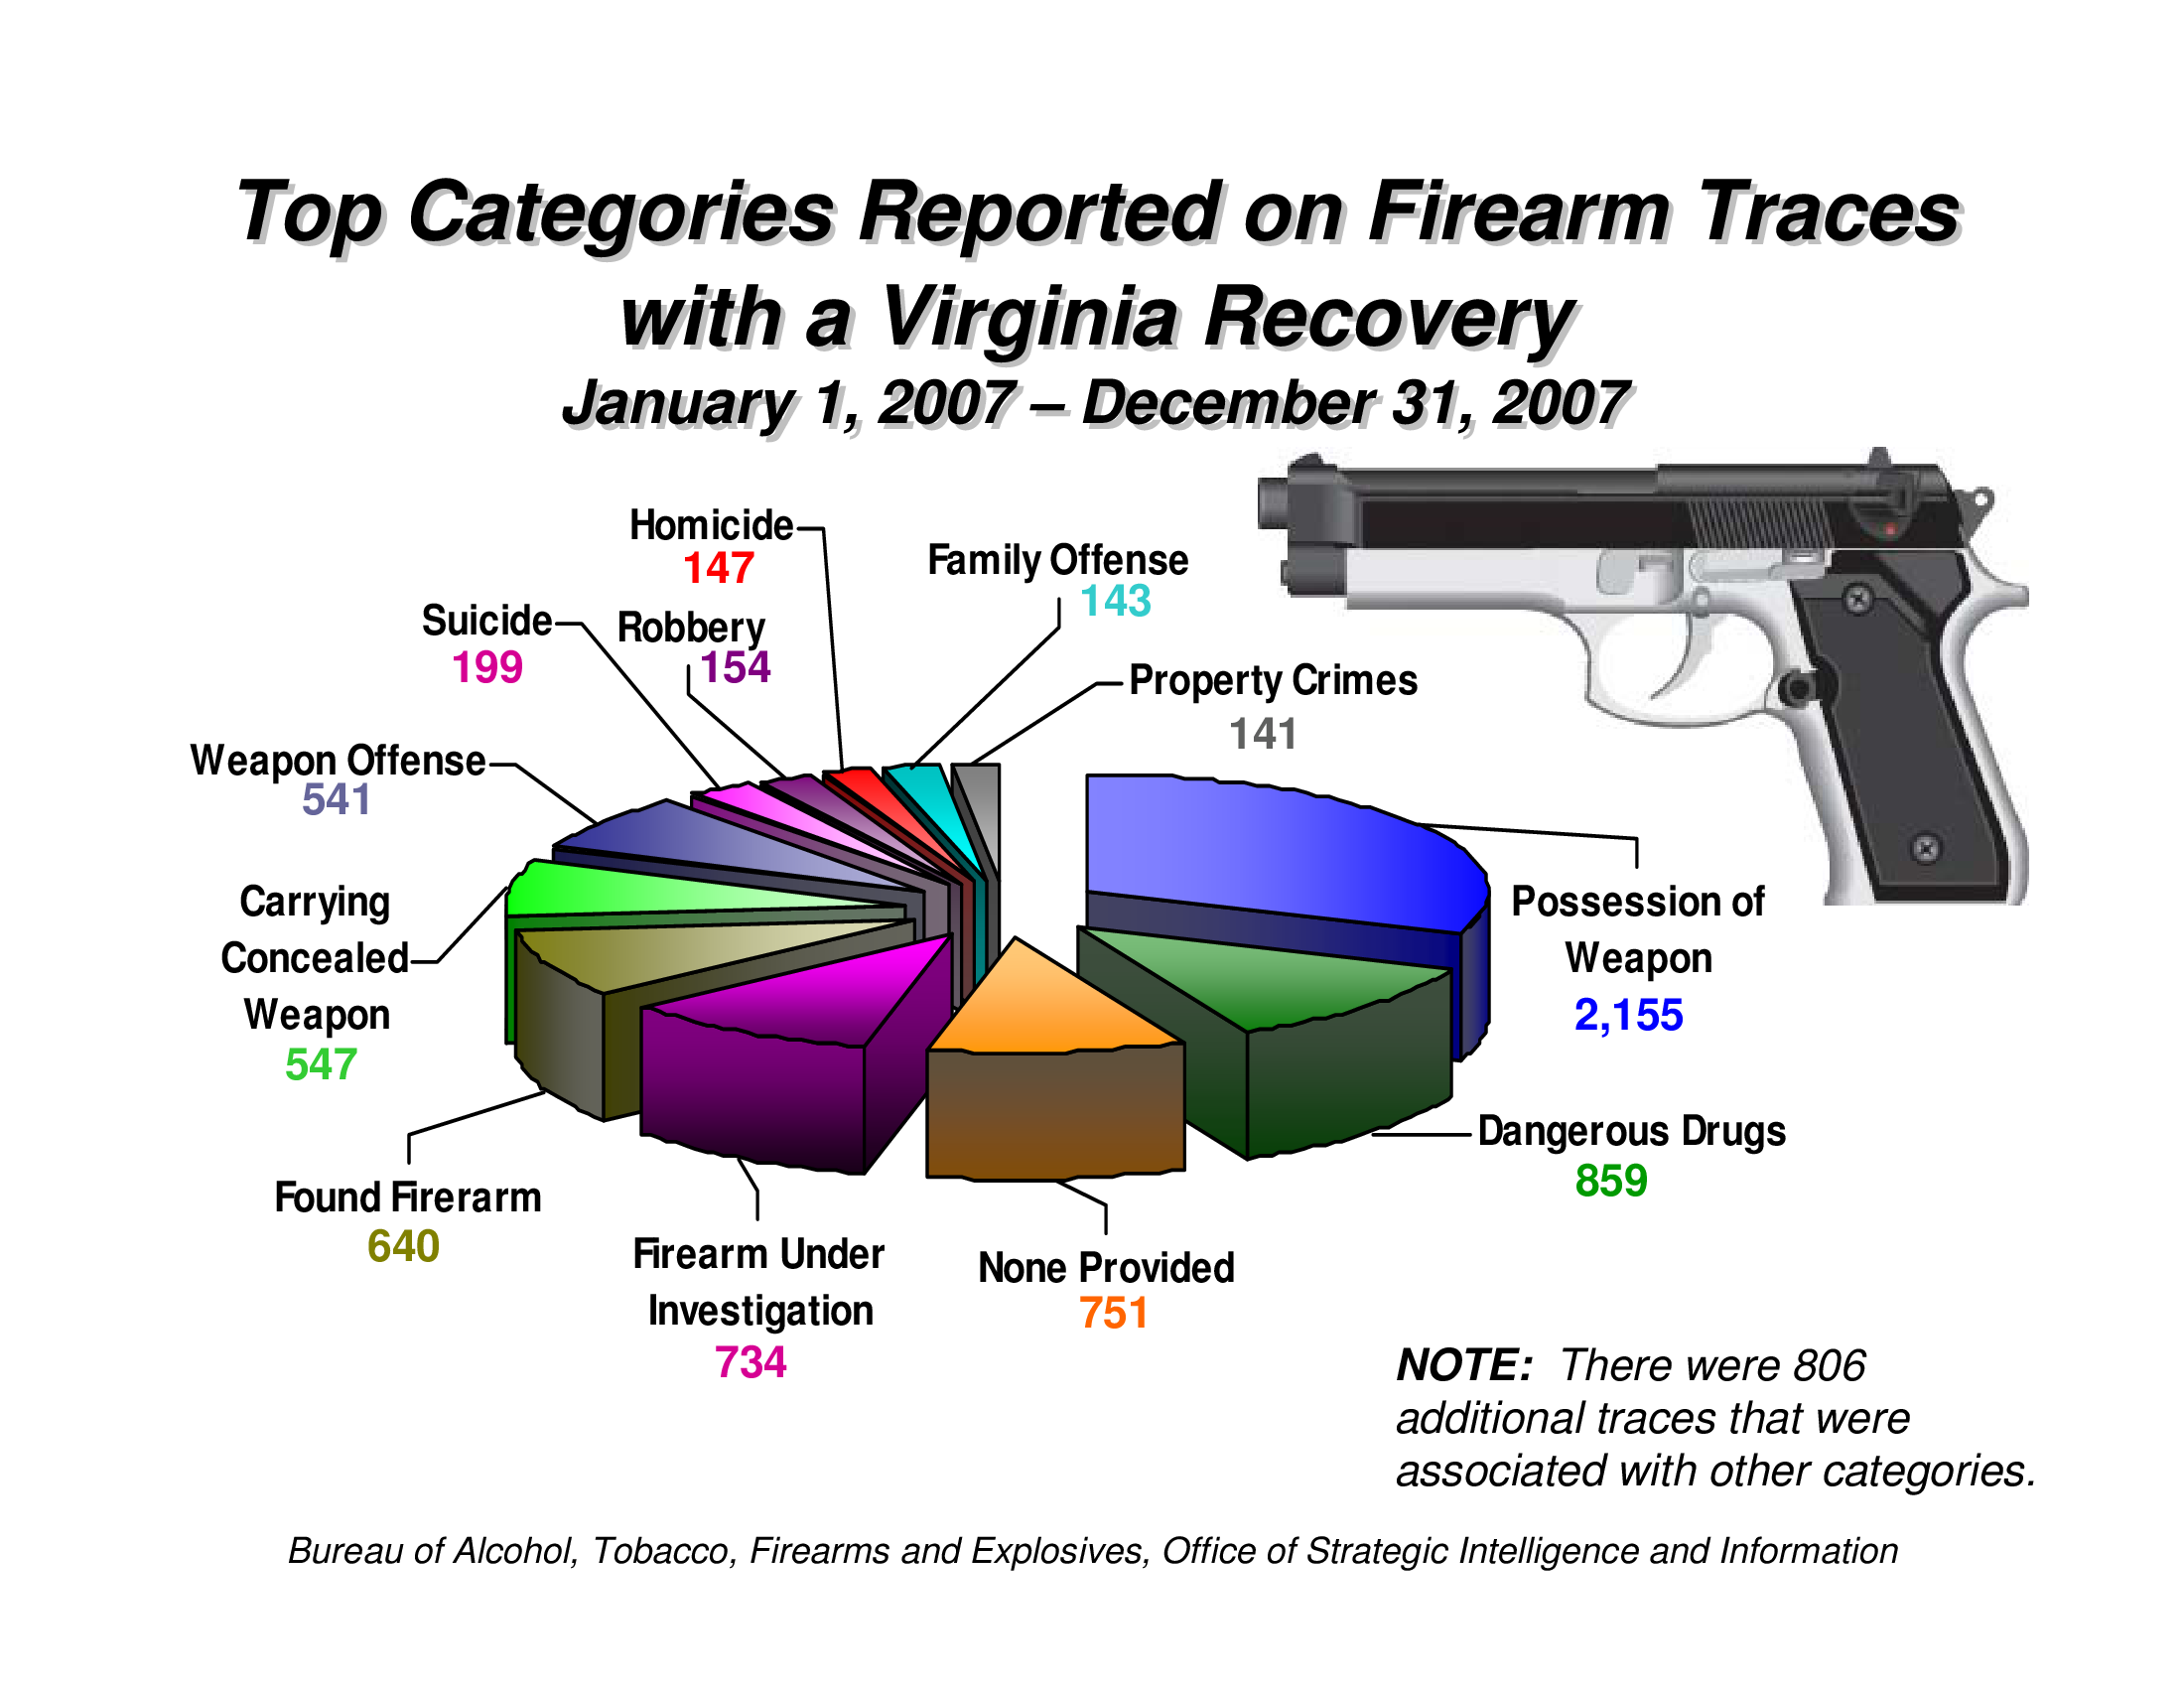 Top Categories Reported on Firearm Traces
with a Virginia Recovery
January 1, 2007 – December 31, 2007
Homicide
147
Family Offense
143
Suicide
199
Robbery
154
Property Crimes
141
Weapon Offense
541
Carrying
Concealed
Weapon
547
Possession of
Weapon
2,155
Dangerous Drugs
859
Found Firerarm
640
Firearm Under
Investigation
734
None Provided
751
NOTE: There were 806
additional traces that were
associated with other categories.
Bureau of Alcohol, Tobacco, Firearms and Explosives, Office of Strategic Intelligence and Information